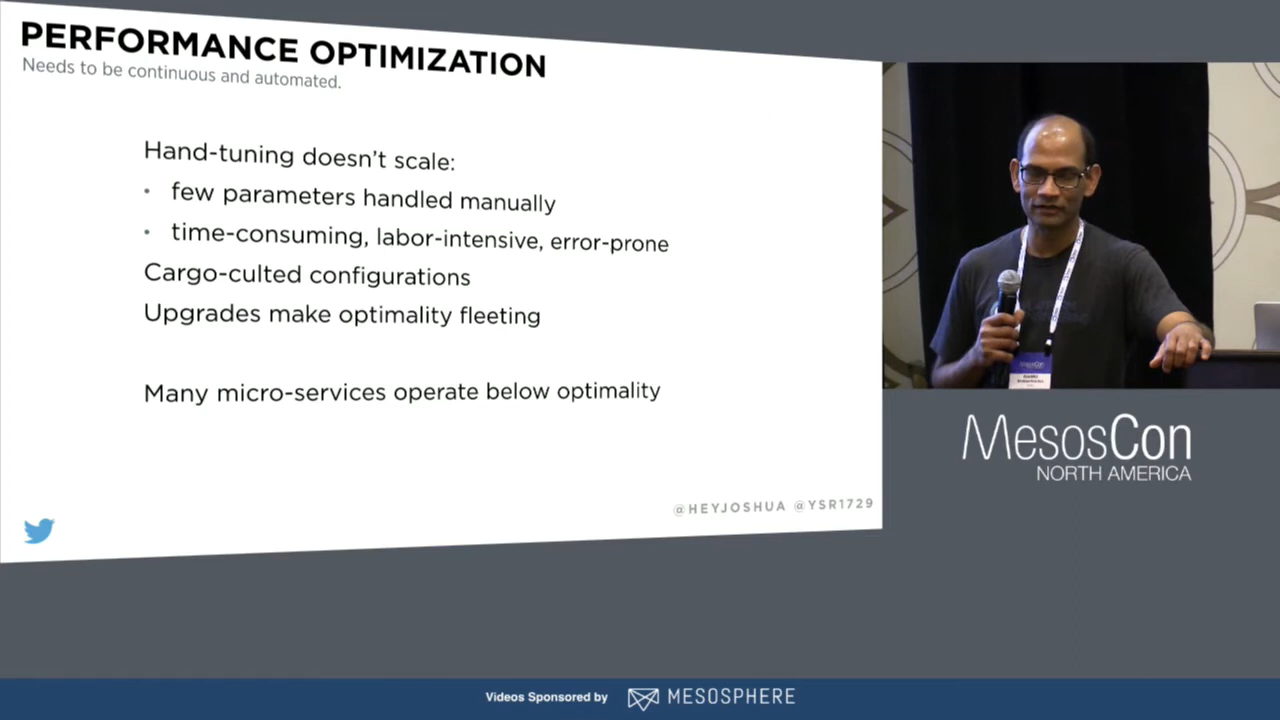 PERFORMANCE OPTIMIZATION
Needs to be continuous and automated.
Hand-tuning doesn’t scale:
• few parameters handled manually
• time-consuming, labor-intensive, error-prone
Cargo-culted configurations
Upgrades make optimality fleeting
Many micro-services operate below optimality
@HEYJOSHUA @YSR1729
MesosCon
NORTH AMERICA
Videos Sponsored by MESOSPHERE